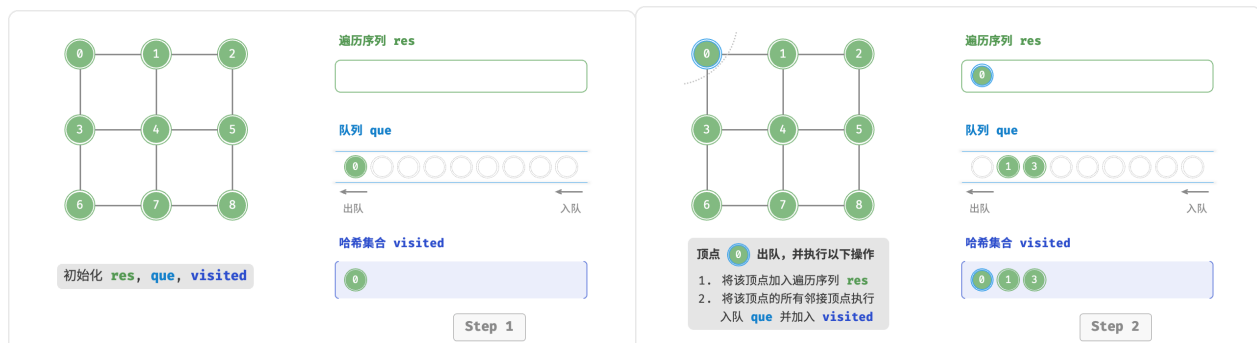 0 1 2
3 4 5
6 7 8
初始化 res, que, visited
遍历序列 res
队列 que
0
出队 入队
哈希集合 visited
0
Step 1
0 1 2
3 4 5
6 7 8
顶点 0 出队，并执行以下操作
1. 将该顶点加入遍历序列 res
2. 将该顶点的所有邻接顶点执行
入队 que 并加入 visited
遍历序列 res
0
队列 que
1 3
出队 入队
哈希集合 visited
0 1 3
Step 2